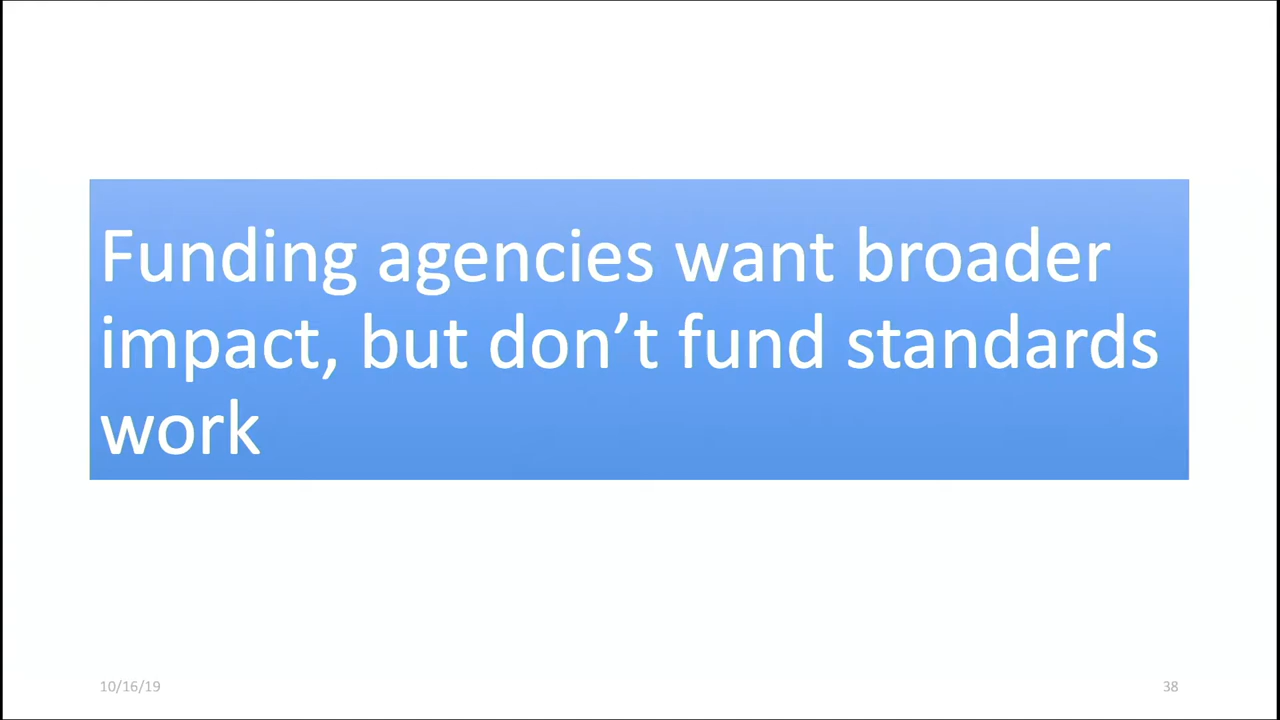 Funding agencies want broader
impact, but don’t fund standards
work
10/16/19
38